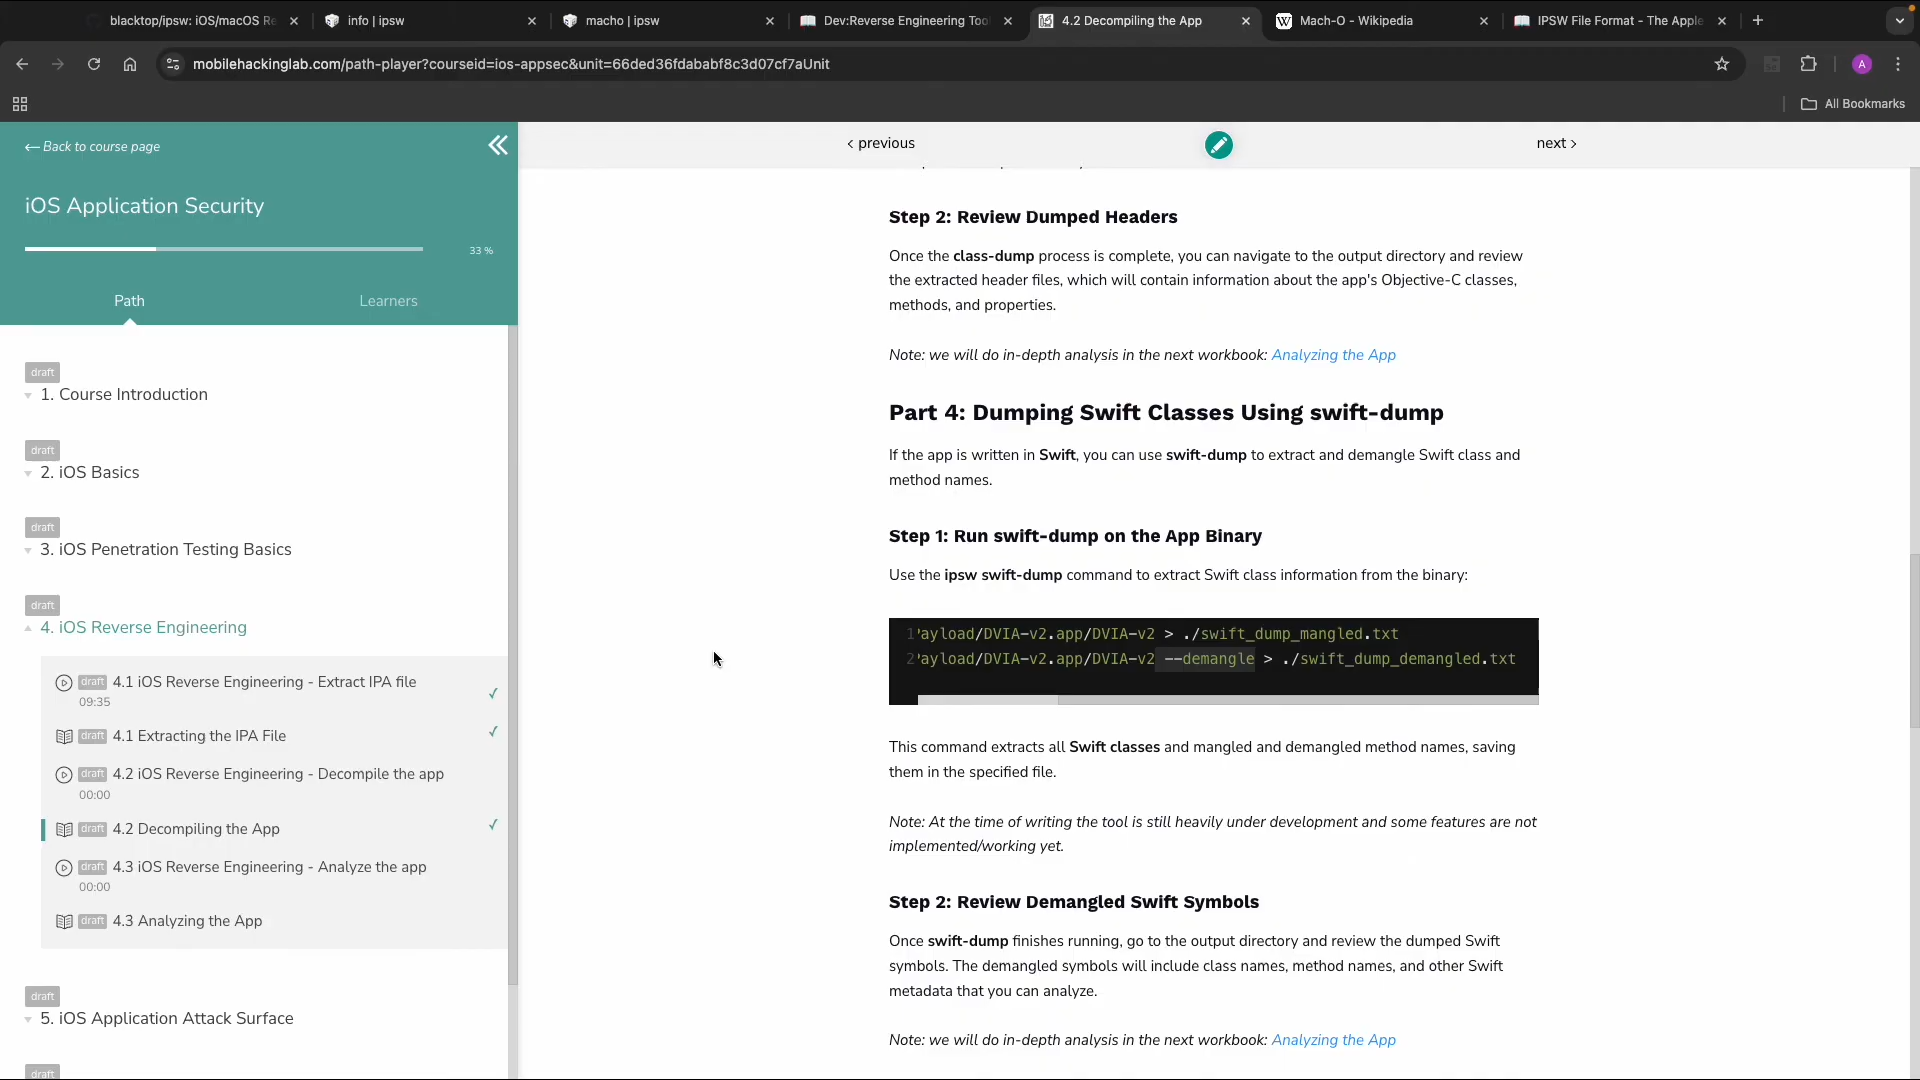 blacktop/ipsw: iOS/macOS Re
info | ipsw
macho | ipsw
Dev:Reverse Engineering Too
4.2 Decompiling the App
Mach-O - Wikipedia
IPSW File Format - The Apple
mobilehackinglab.com/path-player?courseid=ios-appsec&unit=66ded36fdababf8c3d07cf7aUnit
A
All Bookmarks
Back to course page
iOS Application Security
33 %
Path
Learners
draft
1. Course Introduction
draft
2. iOS Basics
draft
3. iOS Penetration Testing Basics
draft
4. iOS Reverse Engineering
draft 4.1 iOS Reverse Engineering - Extract IPA file
09:35
draft 4.1 Extracting the IPA File
draft 4.2 iOS Reverse Engineering - Decompile the app
00:00
draft 4.2 Decompiling the App
draft 4.3 iOS Reverse Engineering - Analyze the app
00:00
draft 4.3 Analyzing the App
draft
5. iOS Application Attack Surface
draft
< previous
next >
Step 2: Review Dumped Headers
Once the class-dump process is complete, you can navigate to the output directory and review
the extracted header files, which will contain information about the app's Objective-C classes,
methods, and properties.
Note: we will do in-depth analysis in the next workbook: Analyzing the App
Part 4: Dumping Swift Classes Using swift-dump
If the app is written in Swift, you can use swift-dump to extract and demangle Swift class and
method names.
Step 1: Run swift-dump on the App Binary
Use the ipsw swift-dump command to extract Swift class information from the binary:
1 'ayload/DVIA-v2.app/DVIA-v2 > ./swift_dump_mangled.txt
2 'ayload/DVIA-v2.app/DVIA-v2 --demangle > ./swift_dump_demangled.txt
This command extracts all Swift classes and mangled and demangled method names, saving
them in the specified file.
Note: At the time of writing the tool is still heavily under development and some features are not
implemented/working yet.
Step 2: Review Demangled Swift Symbols
Once swift-dump finishes running, go to the output directory and review the dumped Swift
symbols. The demangled symbols will include class names, method names, and other Swift
metadata that you can analyze.
Note: we will do in-depth analysis in the next workbook: Analyzing the App